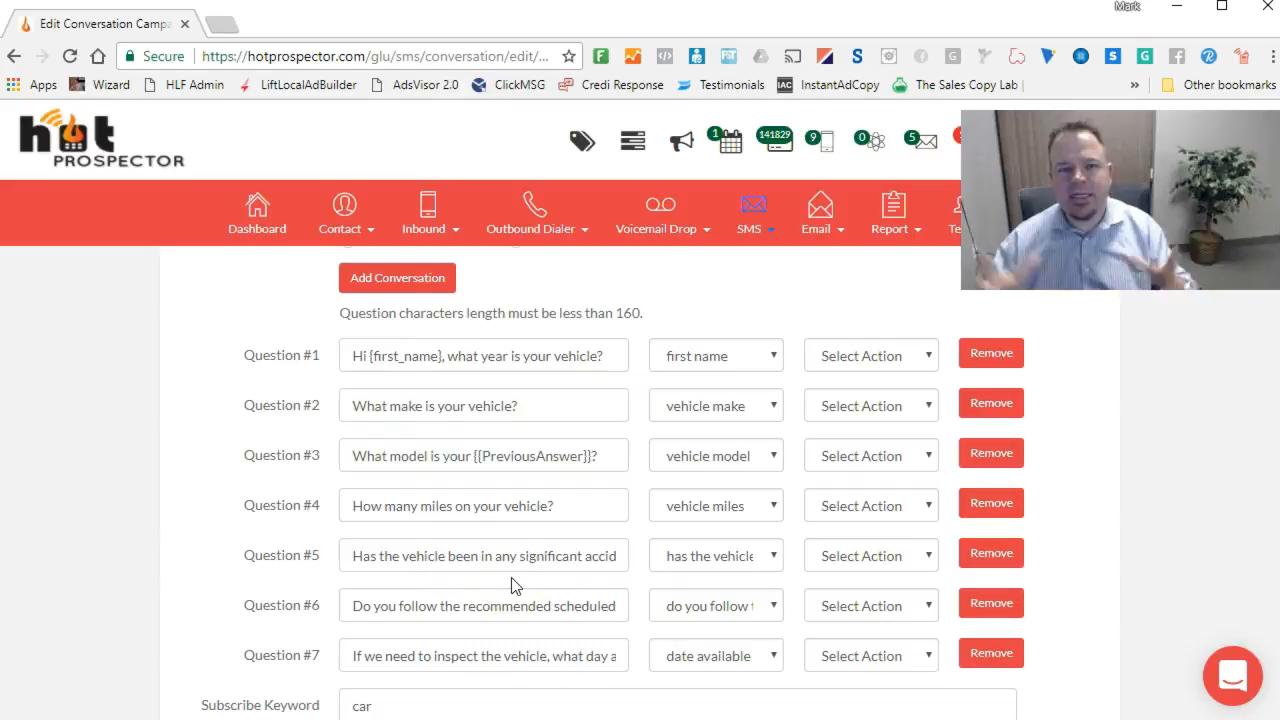 Mark
Edit Conversation Campa
Secure https://hotprospector.com/glu/sms/conversation/edit/...
Apps Wizard HLF Admin LiftLocalAdBuilder AdsVisor 2.0 ClickMSG Credi Response Testimonials InstantAdCopy The Sales Copy Lab » Other bookmarks
hot
PROSPECTOR
1 141829 9 0 5
Dashboard Contact Inbound Outbound Dialer Voicemail Drop SMS Email Report Te
Add Conversation
Question characters length must be less than 160.
Question #1 Hi {first_name}, what year is your vehicle? first name Select Action Remove
Question #2 What make is your vehicle? vehicle make Select Action Remove
Question #3 What model is your {{PreviousAnswer}}? vehicle model Select Action Remove
Question #4 How many miles on your vehicle? vehicle miles Select Action Remove
Question #5 Has the vehicle been in any significant accid has the vehicle Select Action Remove
Question #6 Do you follow the recommended scheduled do you follow t Select Action Remove
Question #7 If we need to inspect the vehicle, what day a date available Select Action Remove
Subscribe Keyword car